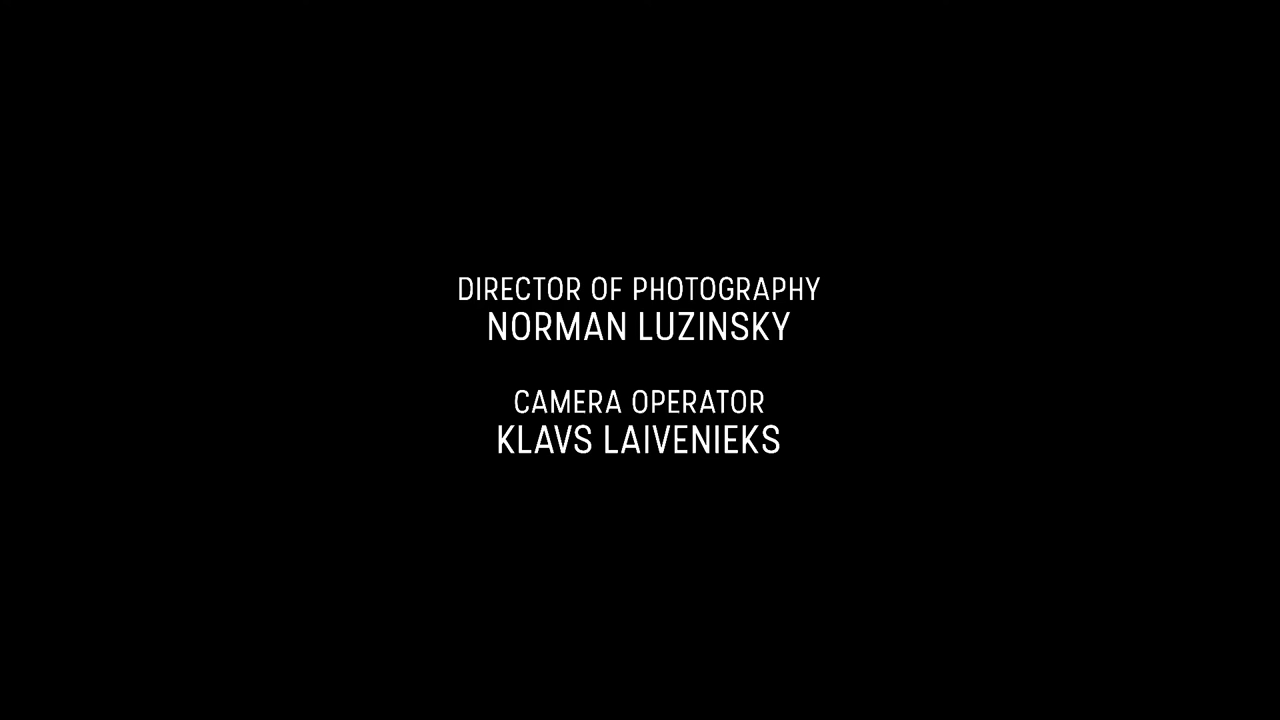 DIRECTOR OF PHOTOGRAPHY
NORMAN LUZINSKY
CAMERA OPERATOR
KLAVS LAIVENIEKS